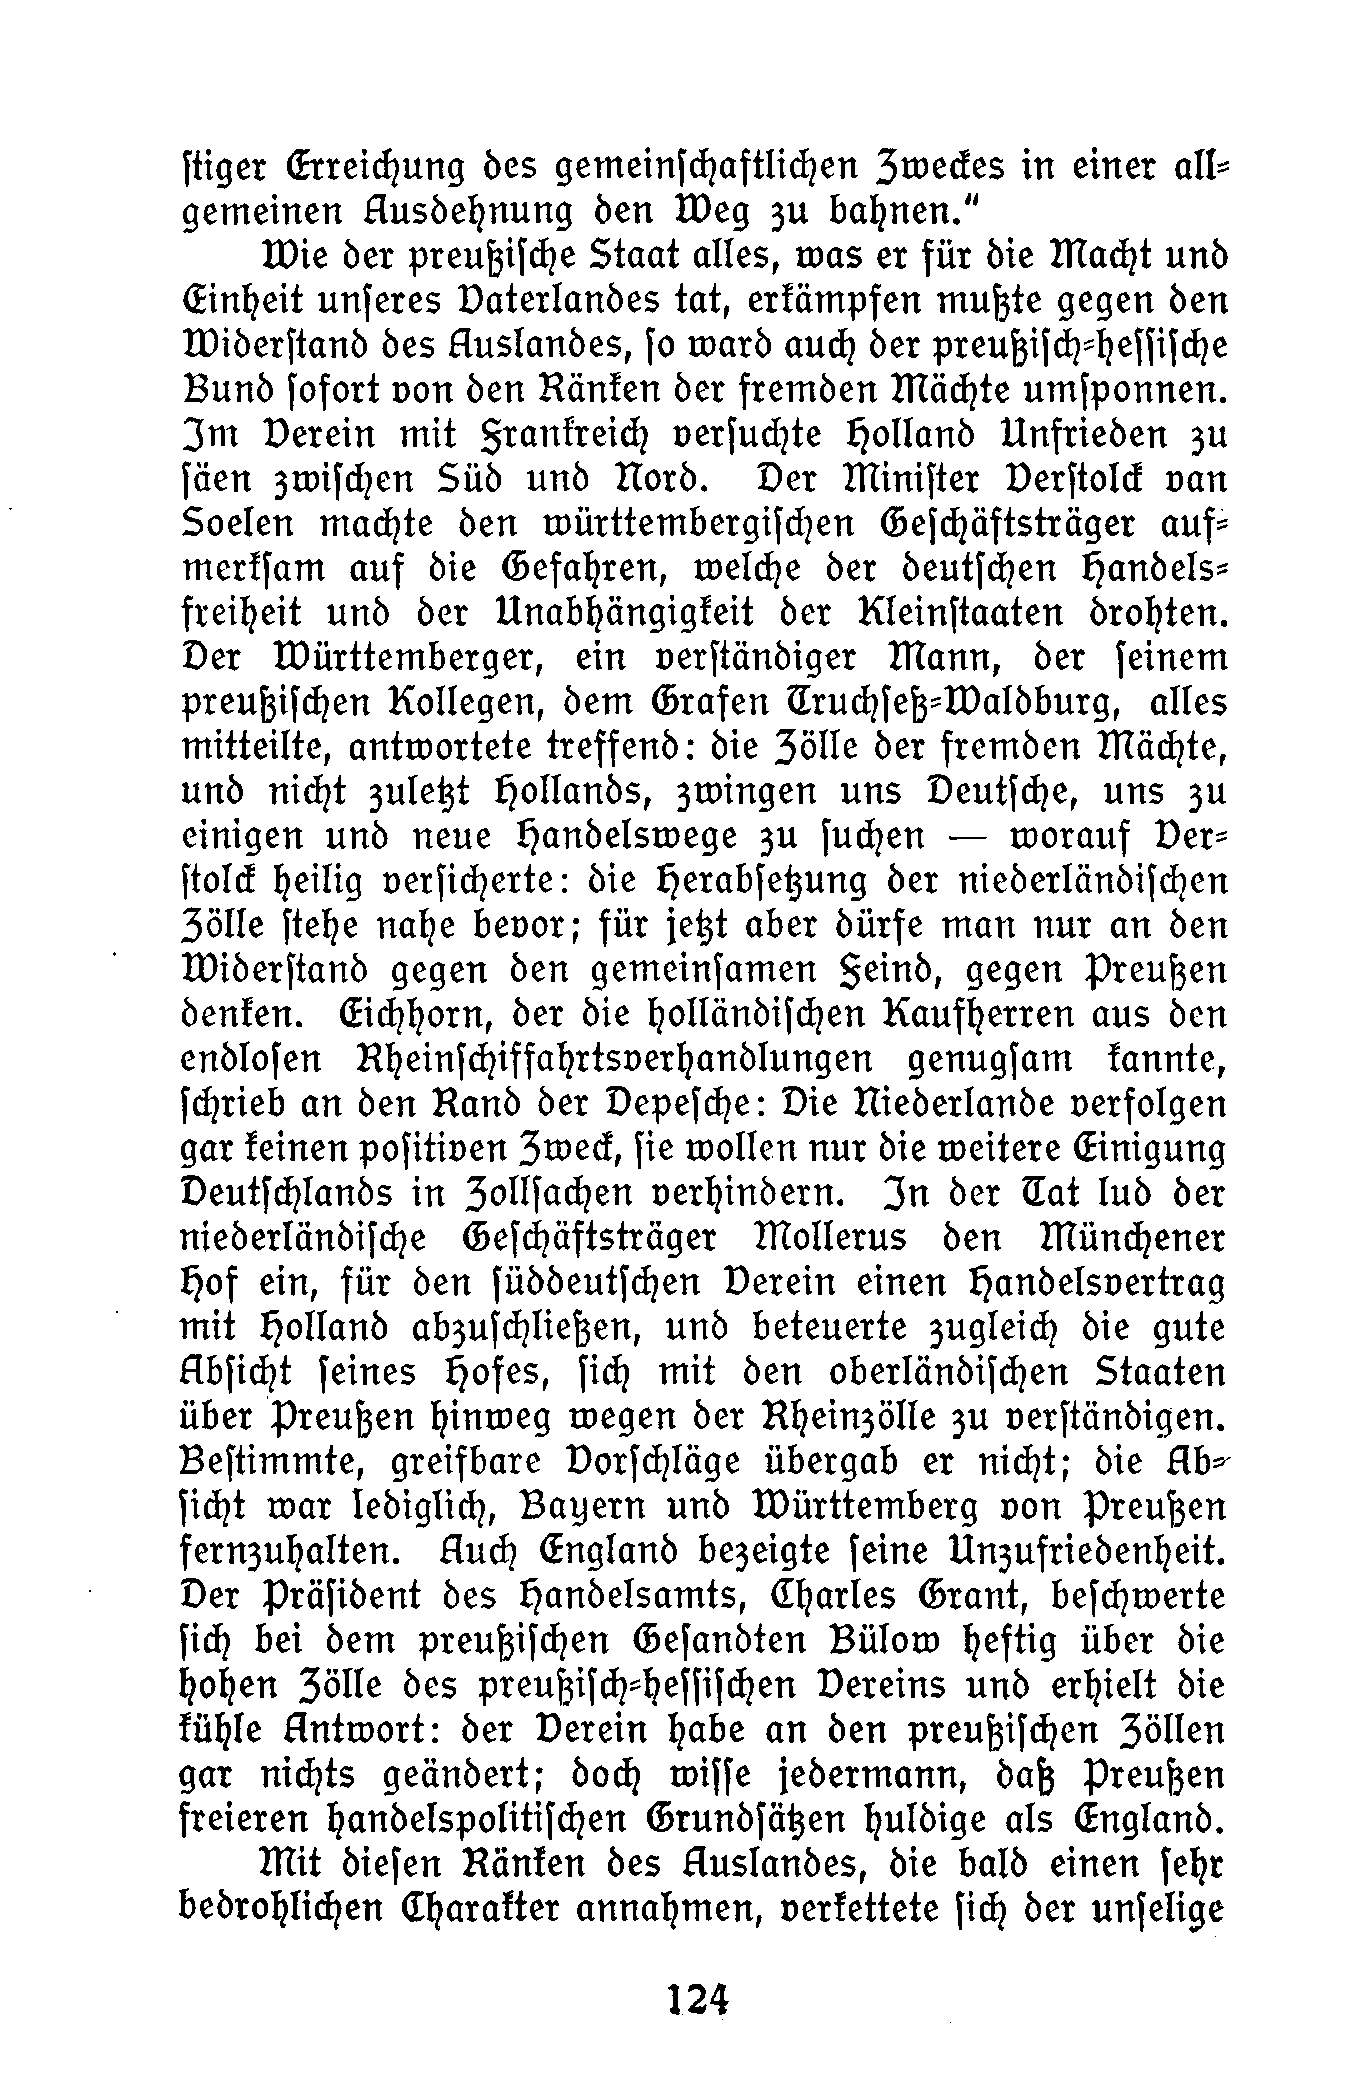 ſtiger Erreichung des gemeinſchaftlichen Zweckes in einer all⸗
gemeinen Ausdehnung den Weg zu bahnen."
Wie der preußiſche Staat alles, was er für die Macht und
Einheit unſeres Vaterlandes tat, erkämpfen mußte gegen den
Widerſtand des Auslandes, ſo ward auch der preußiſch⸗heſſiſche
Bund ſofort von den Ränken der fremden Mächte umſponnen.
Im Verein mit Frankreich verſuchte Holland Unfrieden zu
ſäen zwiſchen Süd und Nord. Der Miniſter Verſtolck van
Soelen machte den württembergiſchen Geſchäftsträger auf⸗
merkſam auf die Gefahren, welche der deutſchen Handels⸗
freiheit und der Unabhängigkeit der Kleinſtaaten drohten.
Der Württemberger, ein verſtändiger Mann, der ſeinem
preußiſchen Kollegen, dem Grafen Truchſeß⸗Waldburg, alles
mitteilte, antwortete treffend: die Zölle der fremden Mächte,
und nicht zuletzt Hollands, zwingen uns Deutſche, uns zu
einigen und neue Handelswege zu ſuchen — worauf Ver⸗
ſtolck heilig verſicherte: die Herabſetzung der niederländiſchen
Zölle ſtehe nahe bevor; für jetzt aber dürfe man nur an den
Widerſtand gegen den gemeinſamen Feind, gegen Preußen
denken. Eichhorn, der die holländiſchen Kaufherren aus den
endloſen Rheinſchiffahrtsverhandlungen genugſam kannte,
ſchrieb an den Rand der Depeſche: Die Niederlande verfolgen
gar keinen poſitiven Zweck, ſie wollen nur die weitere Einigung
Deutſchlands in Zollſachen verhindern. In der Tat lud der
niederländiſche Geſchäftsträger Mollerus den Münchener
Hof ein, für den ſüddeutſchen Verein einen Handelsvertrag
mit Holland abzuſchließen, und beteuerte zugleich die gute
Abſicht ſeines Hofes, ſich mit den oberländiſchen Staaten
über Preußen hinweg wegen der Rheinzölle zu verſtändigen.
Beſtimmte, greifbare Vorſchläge übergab er nicht; die Ab⸗
ſicht war lediglich, Bayern und Württemberg von Preußen
fernzuhalten. Auch England bezeigte ſeine Unzufriedenheit.
Der Präſident des Handelsamts, Charles Grant, beſchwerte
ſich bei dem preußiſchen Geſandten Bülow heftig über die
hohen Zölle des preußiſch⸗heſſiſchen Vereins und erhielt die
kühle Antwort: der Verein habe an den preußiſchen Zöllen
gar nichts geändert; doch wiſſe jedermann, daß Preußen
freieren handelspolitiſchen Grundſätzen huldige als England.
Mit dieſen Ränken des Auslandes, die bald einen ſehr
bedrohlichen Charakter annahmen, verkettete ſich der unſelige
124